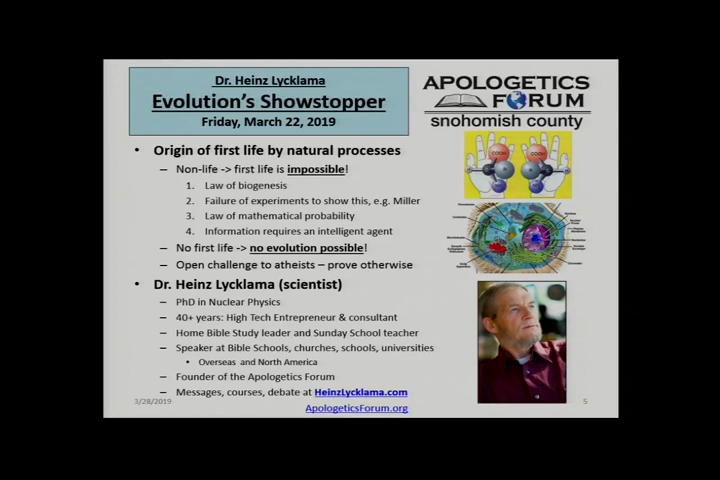 Dr. Heinz Lycklama
Evolution's Showstopper
Friday, March 22, 2019
APOLOGETICS
FORUM
snohomish county
• Origin of first life by natural processes
– Non-life -> first life is impossible!
1. Law of biogenesis
2. Failure of experiments to show this, e.g. Miller
3. Law of mathematical probability
4. Information requires an intelligent agent
– No first life -> no evolution possible!
– Open challenge to atheists – prove otherwise
• Dr. Heinz Lycklama (scientist)
– PhD in Nuclear Physics
– 40+ years: High Tech Entrepreneur & consultant
– Home Bible Study leader and Sunday School teacher
– Speaker at Bible Schools, churches, schools, universities
• Overseas and North America
– Founder of the Apologetics Forum
– Messages, courses, debate at HeinzLycklama.com
ApologeticsForum.org
3/28/2019
5
COOH
COOH